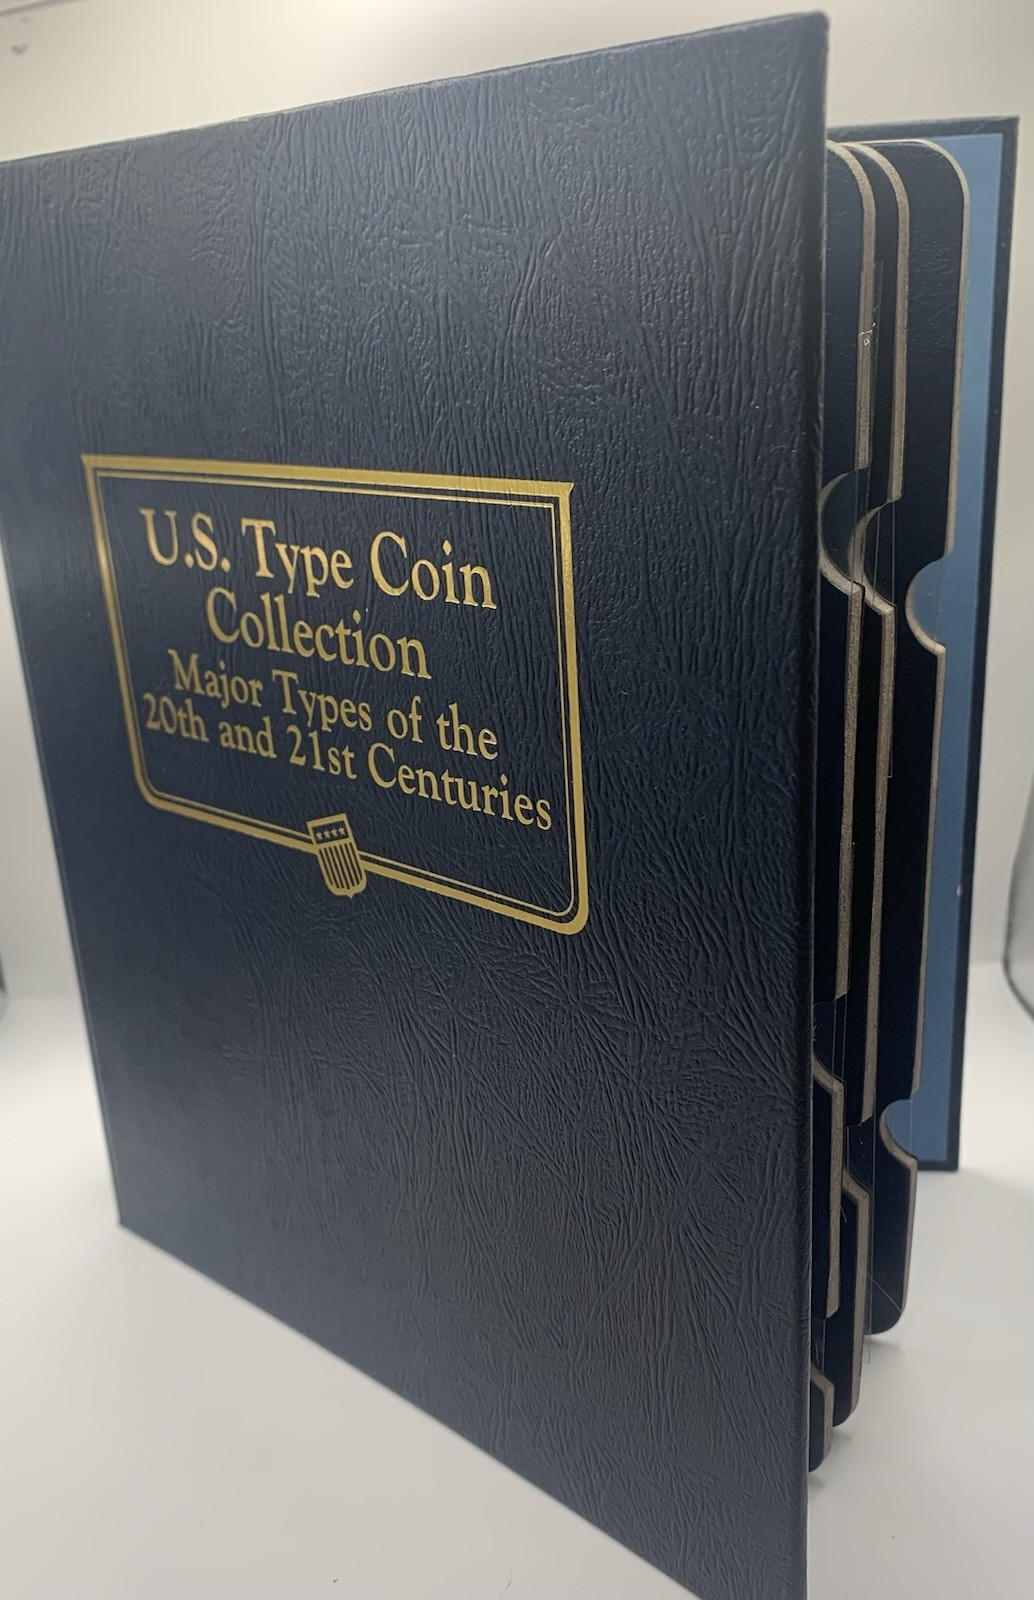 U.S. Type Coin
Collection
Major Types of the
20th and 21st Centuries